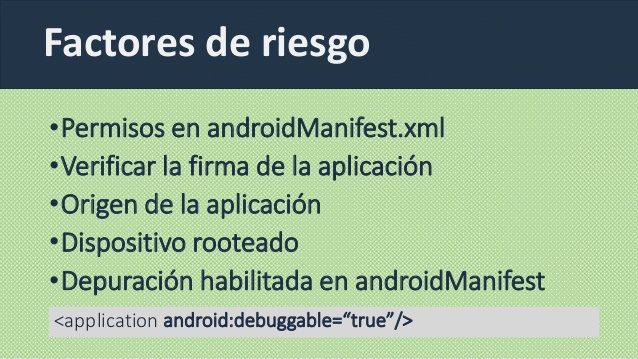 Factores de riesgo
•Permisos en androidManifest.xml
•Verificar la firma de la aplicación
•Origen de la aplicación
•Dispositivo rooteado
•Depuración habilitada en androidManifest
<application android:debuggable=“true”/>